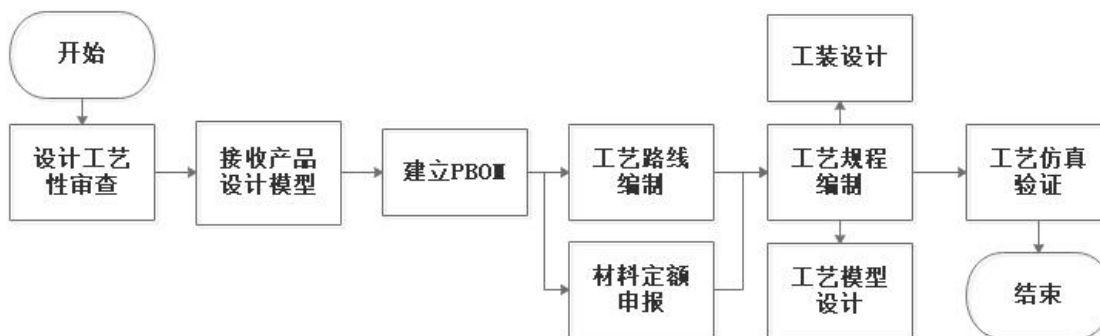 开始
设计工艺
性审查
接收产品
设计模型
建立PBOM
工艺路线
编制
材料定额
申报
工装设计
工艺规程
编制
工艺模型
设计
工艺仿真
验证
结束